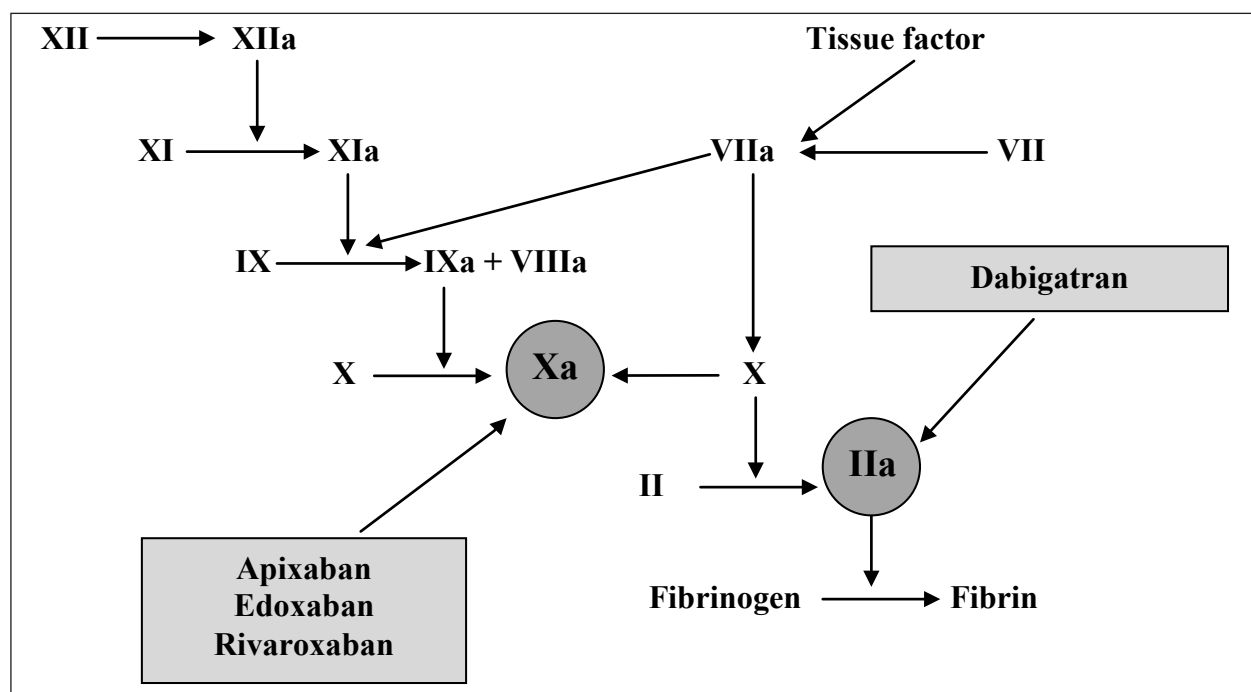 XII XIIa Tissue factor
XI XIa VIIa VII
IX IXa + VIIIa
Dabigatran
X Xa X
II IIa
Apixaban
Edoxaban
Rivaroxaban
Fibrinogen Fibrin